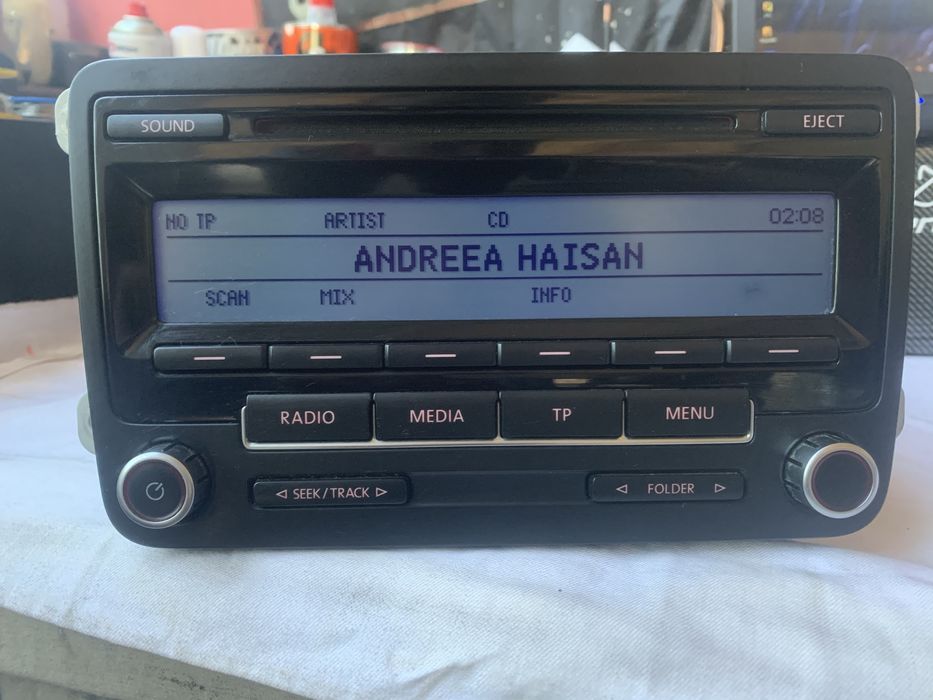 SOUND
EJECT
NO TP ARTIST CD 02:08
ANDREEA HAISAN
SCAN MIX INFO
RADIO MEDIA TP MENU
SEEK/TRACK
FOLDER